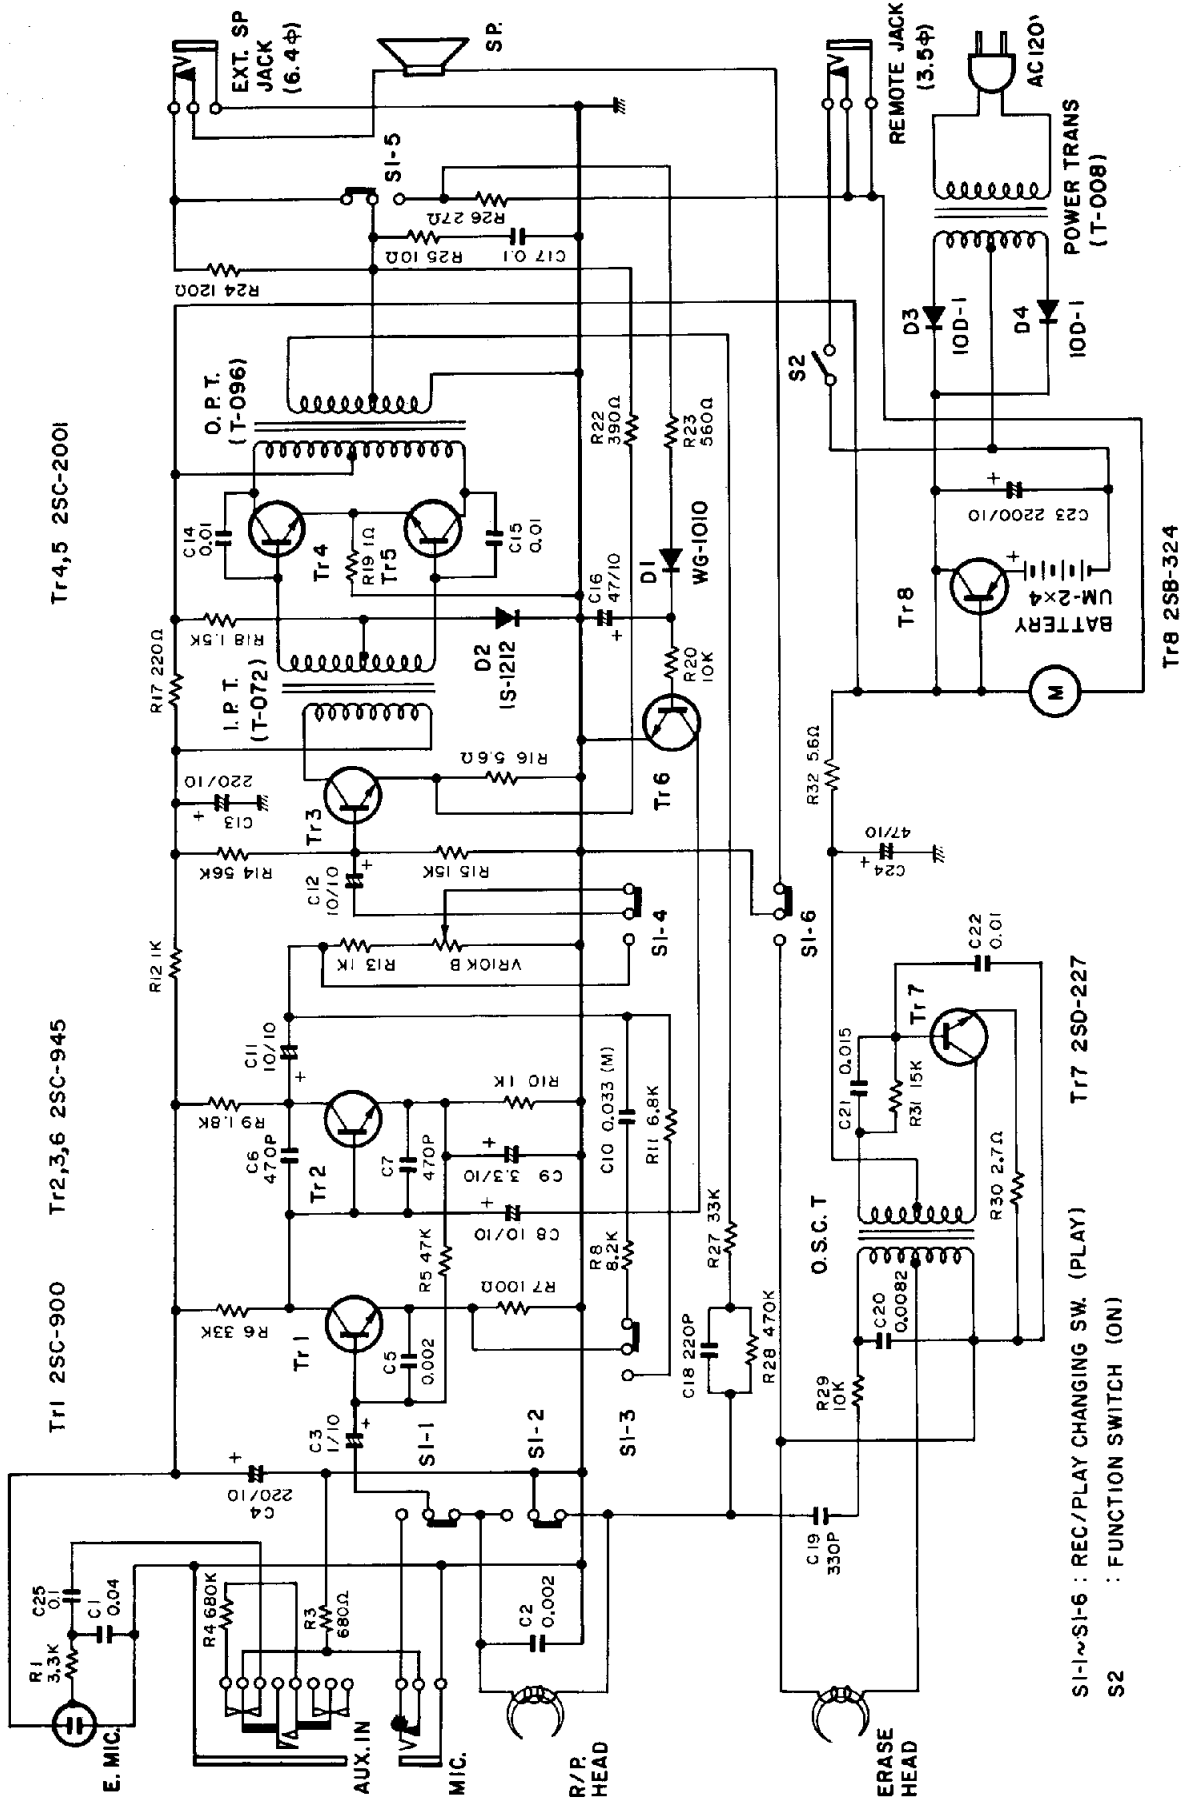 Tr1 2SC-900
Tr2,3,6 2SC-945
Tr4,5 2SC-2001
E. MIC.
R1
3.3K
C25
0.1
C1
0.04
AUX.IN
R4 680K
R3
680Ω
MIC.
C4
220/10
C3
1/10
S1-1
S1-2
S1-3
R/P.
HEAD
C2
0.002
ERASE
HEAD
C19
330P
R29
10K
C20
0.0082
O.S.C.T
R6 33K
Tr1
C5
0.002
R7 100Ω
R5 47K
R8
8.2K
C8 10/10
C9
3.3/10
C7
470P
C6
470P
Tr2
R9 1.8K
R10 1K
C10 0.033 (M)
R11 6.8K
C11
10/10
R12 1K
R13 1K
VR10KB
S1-4
S1-6
C12
10/10
R14 56K
R15 15K
C13
220/10
Tr3
R16 5.6Ω
I.P.T.
(T-072)
R17 220Ω
R18 1.5K
D2
1S-1212
C14
0.01
Tr4
R19 1Ω
Tr5
C15
0.01
C16
47/10
D1
WG-1010
R20
10K
Tr6
O.P.T.
(T-096)
R22
390Ω
R23
560Ω
R24 120Ω
R25 10Ω
C17 0.1
R26 27Ω
S1-5
EXT. SP
JACK
(6.4Φ)
SP.
R27 33K
C18 220P
R28 470K
C21 0.015
R31 15K
R30 2.7Ω
Tr7
C22
0.01
Tr7 2SD-227
C24
47/10
R32 5.6Ω
M
Tr8
BATTERY
UM-2×4
C23 2200/10
Tr8 2SB-324
S2
D3
10D-1
D4
10D-1
REMOTE JACK
(3.5Φ)
POWER TRANS
(T-008)
AC120V
S1-1~S1-6 : REC/PLAY CHANGING SW. (PLAY)
S2 : FUNCTION SWITCH (ON)